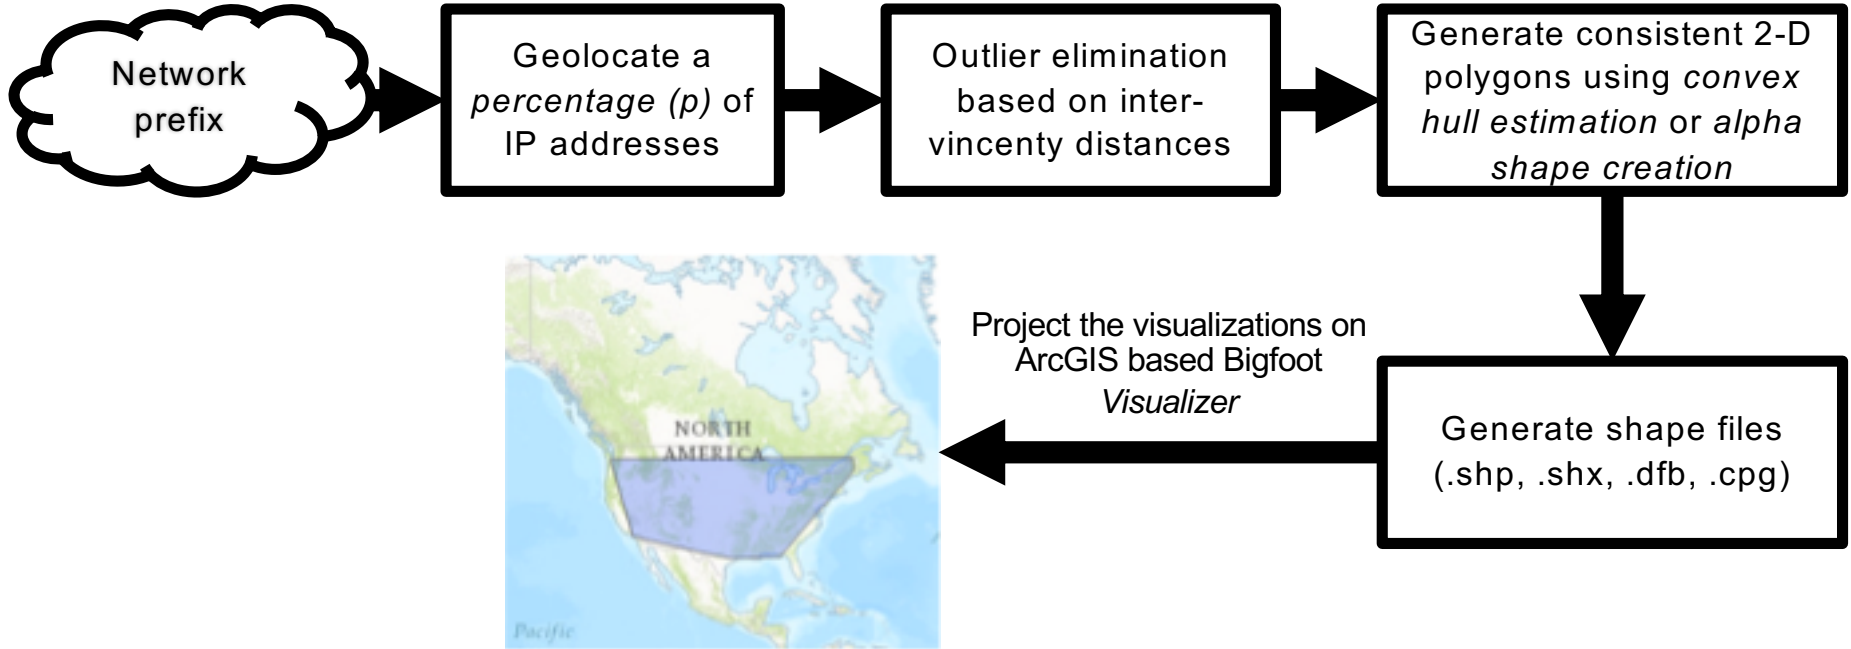 Network
prefix
Geolocate a
percentage (p) of
IP addresses
Outlier elimination
based on inter-
vincenty distances
Generate consistent 2-D
polygons using convex
hull estimation or alpha
shape creation
Project the visualizations on
ArcGIS based Bigfoot
Visualizer
Generate shape files
(.shp, .shx, .dfb, .cpg)
NORTH
AMERICA
Pacific